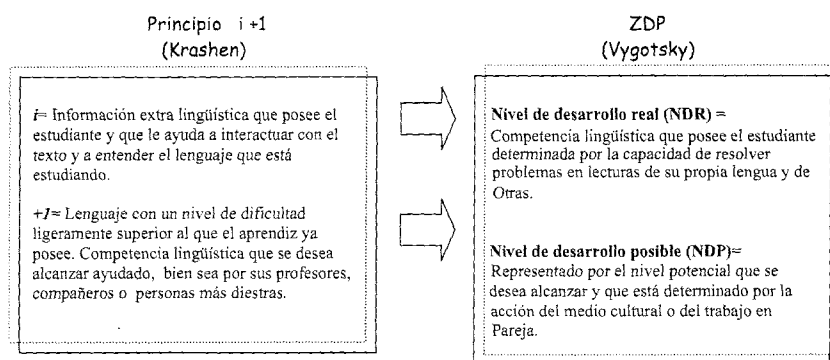 Principio i +1
(Krashen)
i= Información extra lingüística que posee el
estudiante y que le ayuda a interactuar con el
texto y a entender el lenguaje que está
estudiando.
+1= Lenguaje con un nivel de dificultad
ligeramente superior al que el aprendiz ya
posee. Competencia lingüística que se desea
alcanzar ayudado, bien sea por sus profesores,
compañeros o personas más diestras.
ZDP
(Vygotsky)
Nivel de desarrollo real (NDR) =
Competencia lingüística que posee el estudiante
determinada por la capacidad de resolver
problemas en lecturas de su propia lengua y de
Otras.
Nivel de desarrollo posible (NDP)=
Representado por el nivel potencial que se
desea alcanzar y que está determinado por la
acción del medio cultural o del trabajo en
Pareja.